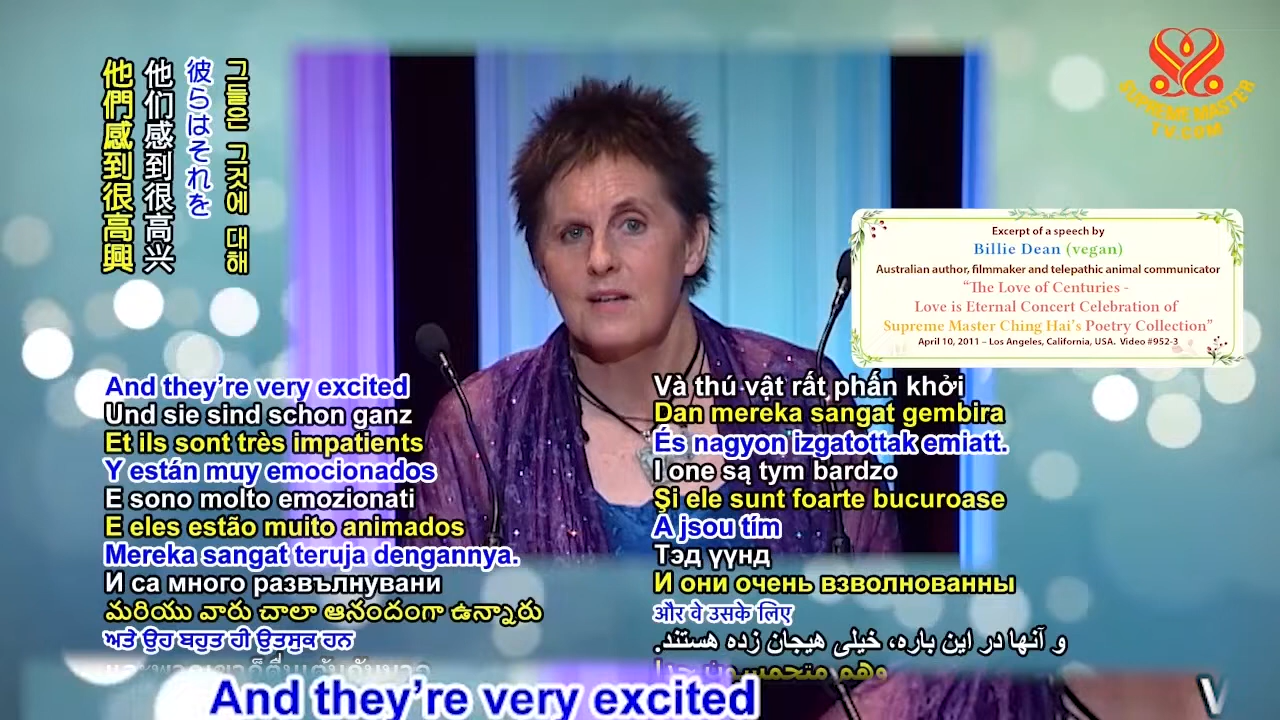 그들은 그것에 대해
彼らはそれを
他们感到很高兴
他們感到很高興
SUPREMEMASTER
TV.COM
Excerpt of a speech by
Billie Dean (vegan)
Australian author, filmmaker and telepathic animal communicator
“The Love of Centuries -
Love is Eternal Concert Celebration of
Supreme Master Ching Hai’s Poetry Collection”
April 10, 2011 – Los Angeles, California, USA. Video #952-3
And they’re very excited
Und sie sind schon ganz
Et ils sont très impatients
Y están muy emocionados
E sono molto emozionati
E eles estão muito animados
Mereka sangat teruja dengannya.
И са много развълнувани
మరియు వారు చాలా ఆనందంగా ఉన్నారు
ਅਤੇ ਉਹ ਬਹੁਤ ਹੀ ਉਤਸੁਕ ਹਨ
Và thú vật rất phấn khởi
Dan mereka sangat gembira
És nagyon izgatottak emiatt.
I one są tym bardzo
Şi ele sunt foarte bucuroase
A jsou tím
Тэд үүнд
И они очень взволнованны
और वे उसके लिए
و آنها در این باره، خیلی هیجان زده هستند.
وهم متحمسون جدا
And they’re very excited